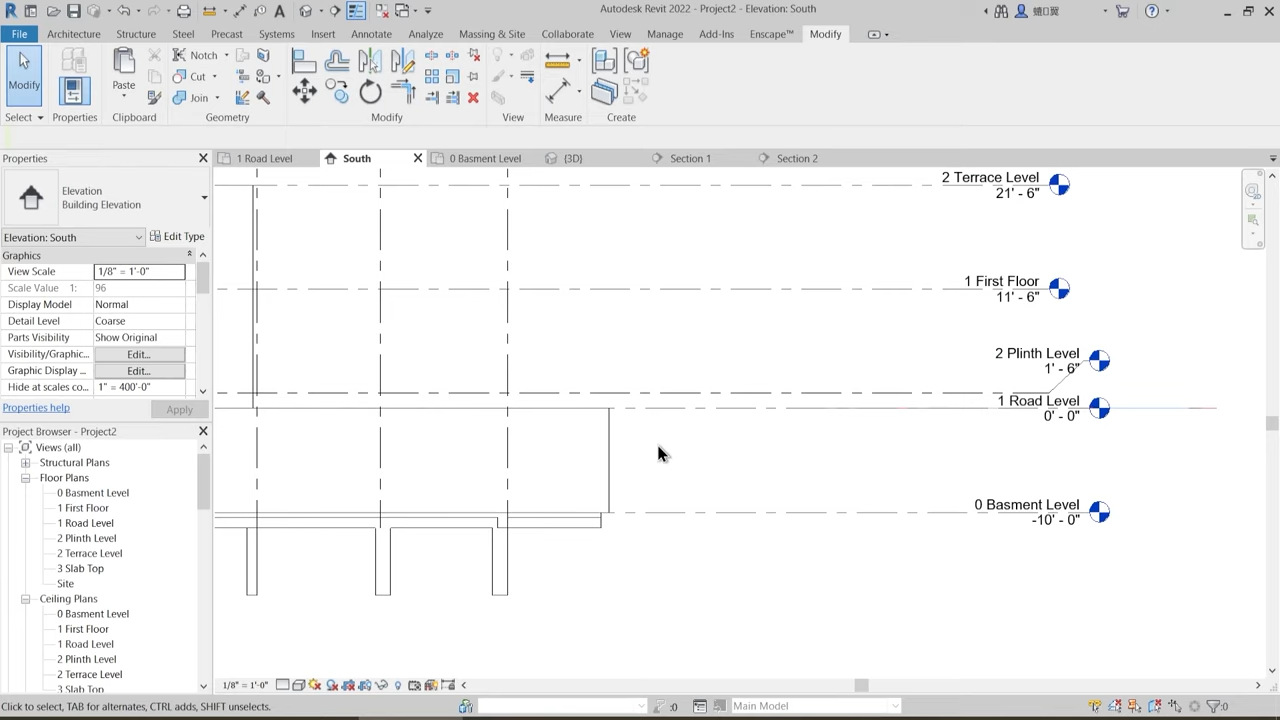 Autodesk Revit 2022 - Project2 - Elevation: South
File Architecture Structure Steel Precast Systems Insert Annotate Analyze Massing & Site Collaborate View Manage Add-Ins Enscape™ Modify
Modify
Paste
Notch
Cut
Join
Select Properties Clipboard Geometry Modify View Measure Create
Properties
1 Road Level
South
0 Basment Level
{3D}
Section 1
Section 2
Elevation
Building Elevation
Elevation: South
Edit Type
Graphics
View Scale 1/8" = 1'-0"
Scale Value 1: 96
Display Model Normal
Detail Level Coarse
Parts Visibility Show Original
Visibility/Graphic... Edit...
Graphic Display ... Edit...
Hide at scales co... 1" = 400'-0"
Properties help
Apply
Project Browser - Project2
Views (all)
Structural Plans
Floor Plans
0 Basment Level
1 First Floor
1 Road Level
2 Plinth Level
2 Terrace Level
3 Slab Top
Site
Ceiling Plans
0 Basment Level
1 First Floor
1 Road Level
2 Plinth Level
2 Terrace Level
3 Slab Top
2 Terrace Level
21' - 6"
1 First Floor
11' - 6"
2 Plinth Level
1' - 6"
1 Road Level
0' - 0"
0 Basment Level
-10' - 0"
1/8" = 1'-0"
Click to select, TAB for alternates, CTRL adds, SHIFT unselects.
:0
Main Model
:0